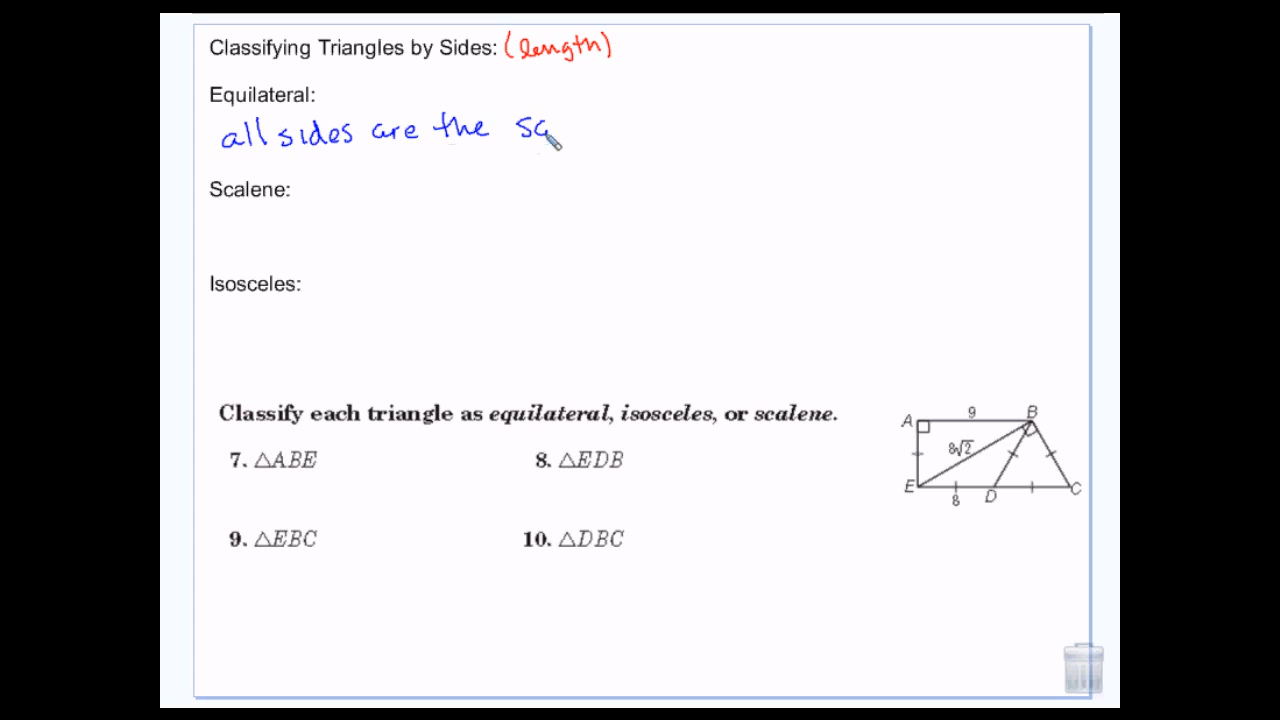 Classifying Triangles by Sides: (length)
Equilateral:
all sides are the sa
Scalene:
Isosceles:
Classify each triangle as equilateral, isosceles, or scalene.
7. △ABE 8. △EDB
9. △EBC 10. △DBC
A 9 B
8√2
E 8 D C